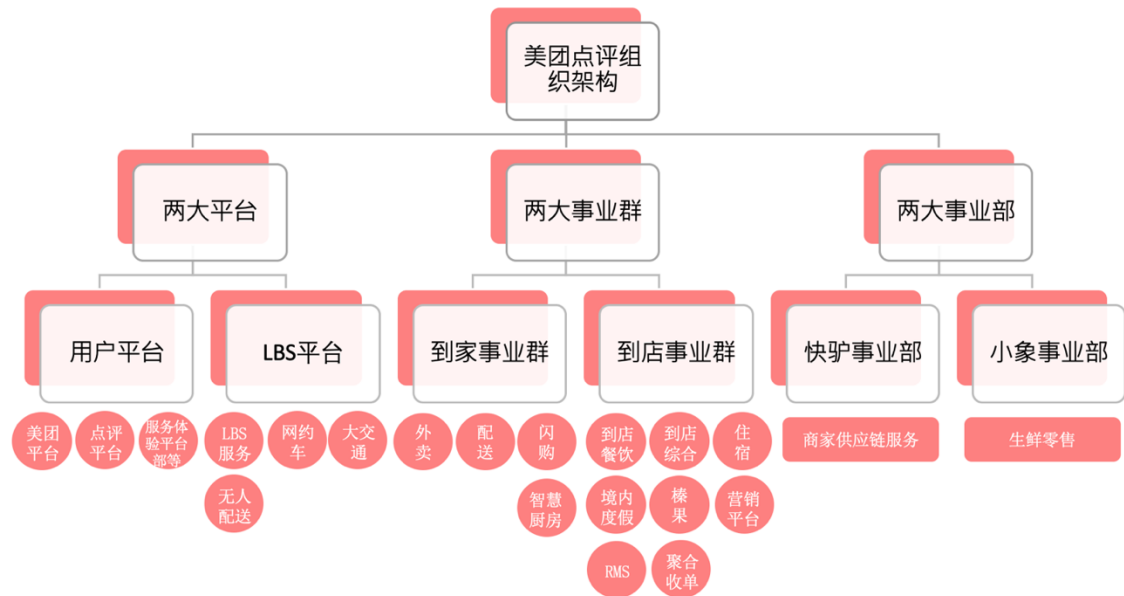 美团点评组
织架构
两大平台
两大事业群
两大事业部
用户平台
LBS平台
到家事业群
到店事业群
快驴事业部
小象事业部
美团
平台
点评
平台
服务体
验平台
部等
LBS
服务
网约
车
大交
通
外
卖
配
送
闪
购
到店
餐饮
到店
综合
住
宿
商家供应链服务
生鲜零售
无人
配送
智慧
厨房
境内
度假
榛
果
营销
平台
RMS
聚合
收单